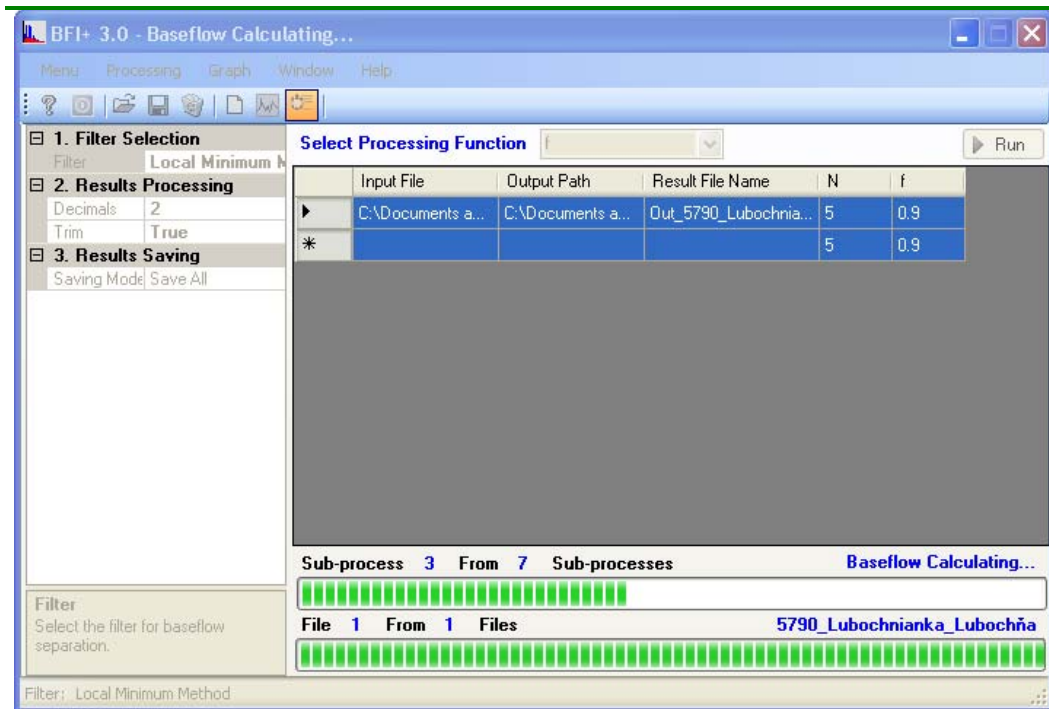 BFI+ 3.0 - Baseflow Calculating...
Menu Processing Graph Window Help
1. Filter Selection
Filter Local Minimum M
2. Results Processing
Decimals 2
Trim True
3. Results Saving
Saving Mode Save All
Select Processing Function f Run
Input File Output Path Result File Name N f
C:\Documents a... C:\Documents a... Out_5790_Lubochnia... 5 0.9
5 0.9
Sub-process 3 From 7 Sub-processes Baseflow Calculating...
File 1 From 1 Files 5790_Lubochnianka_Lubochňa
Filter
Select the filter for baseflow
separation.
Filter: Local Minimum Method